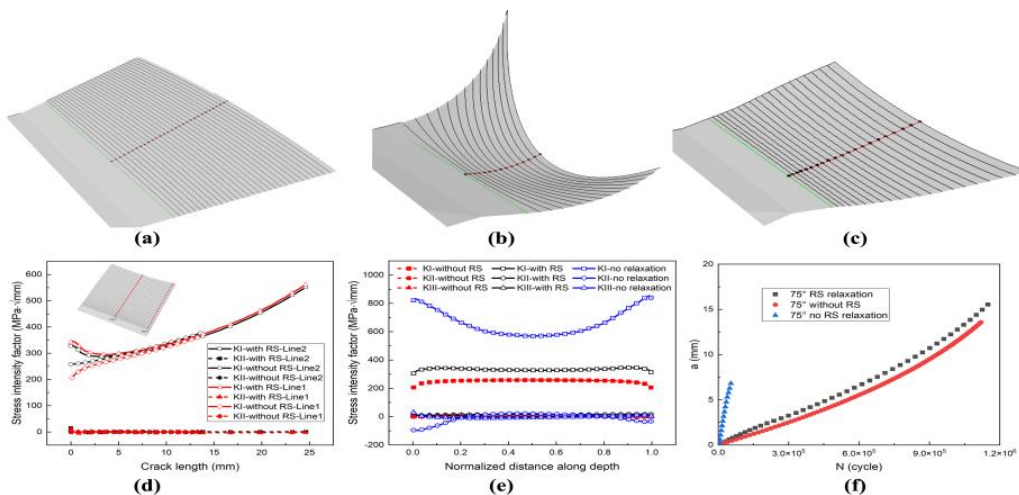 (a)
(b)
(c)
Stress intensity factor (MPa·√mm)
600
500
400
300
200
100
0
KI-with RS-Line2
KII-with RS-Line2
KI-without RS-Line2
KII-without RS-Line2
KI-with RS-Line1
KII-with RS-Line1
KI-without RS-Line1
KII-without RS-Line1
0 5 10 15 20 25
Crack length (mm)
(d)
Stress intensity factor (MPa·√mm)
1000
800
600
400
200
0
-200
KI-without RS KI-with RS KI-no relaxation
KII-without RS KII-with RS KII-no relaxation
KIII-without RS KIII-with RS KIII-no relaxation
0.0 0.2 0.4 0.6 0.8 1.0
Normalized distance along depth
(e)
a (mm)
20
15
10
5
0
75° RS relaxation
75° without RS
75° no RS relaxation
3.0×10⁵ 6.0×10⁵ 9.0×10⁵ 1.2×10⁶
N (cycle)
(f)